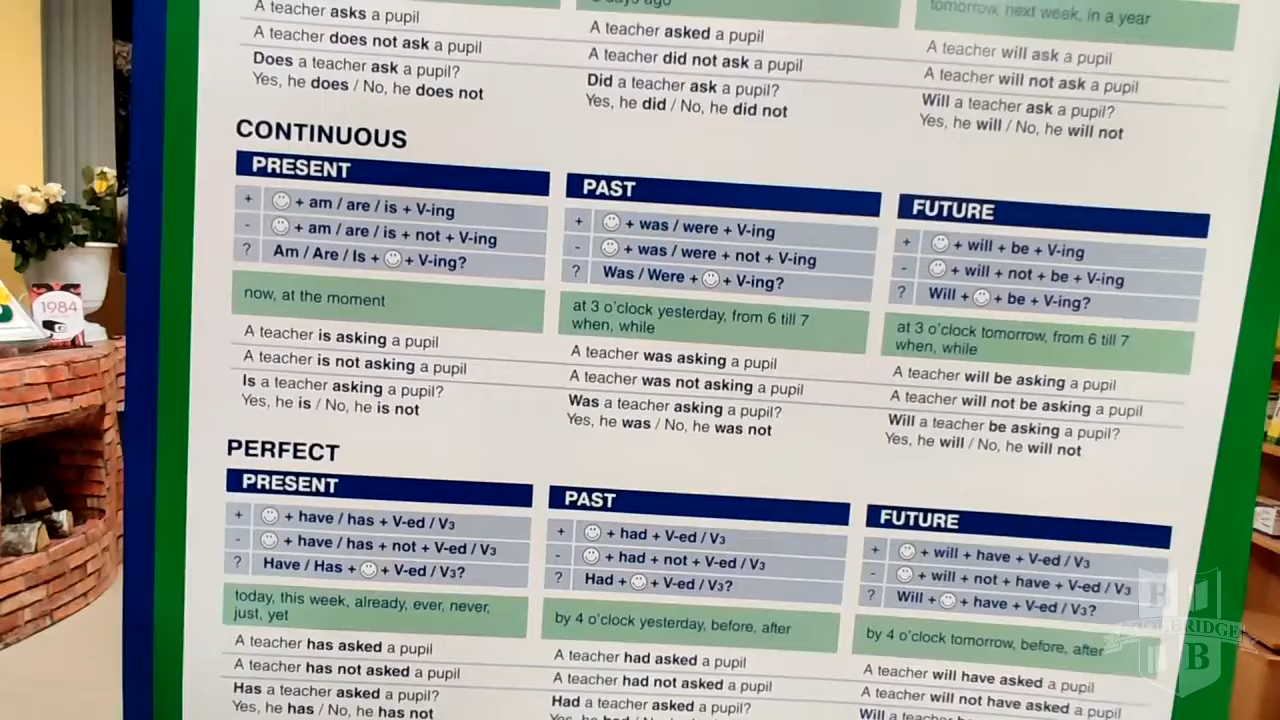 A teacher asks a pupil
A teacher does not ask a pupil
Does a teacher ask a pupil?
Yes, he does / No, he does not
days ago
A teacher asked a pupil
A teacher did not ask a pupil
Did a teacher ask a pupil?
Yes, he did / No, he did not
tomorrow, next week, in a year
A teacher will ask a pupil
A teacher will not ask a pupil
Will a teacher ask a pupil?
Yes, he will / No, he will not
CONTINUOUS
PRESENT
+ + am / are / is + V-ing
- + am / are / is + not + V-ing
? Am / Are / Is + + V-ing?
now, at the moment
A teacher is asking a pupil
A teacher is not asking a pupil
Is a teacher asking a pupil?
Yes, he is / No, he is not
PAST
+ + was / were + V-ing
- + was / were + not + V-ing
? Was / Were + + V-ing?
at 3 o'clock yesterday, from 6 till 7
when, while
A teacher was asking a pupil
A teacher was not asking a pupil
Was a teacher asking a pupil?
Yes, he was / No, he was not
FUTURE
+ + will + be + V-ing
- + will + not + be + V-ing
? Will + + be + V-ing?
at 3 o'clock tomorrow, from 6 till 7
when, while
A teacher will be asking a pupil
A teacher will not be asking a pupil
Will a teacher be asking a pupil?
Yes, he will / No, he will not
PERFECT
PRESENT
+ + have / has + V-ed / V3
- + have / has + not + V-ed / V3
? Have / Has + + V-ed / V3?
today, this week, already, ever, never,
just, yet
A teacher has asked a pupil
A teacher has not asked a pupil
Has a teacher asked a pupil?
Yes, he has / No, he has not
PAST
+ + had + V-ed / V3
- + had + not + V-ed / V3
? Had + + V-ed / V3?
by 4 o'clock yesterday, before, after
A teacher had asked a pupil
A teacher had not asked a pupil
Had a teacher asked a pupil?
FUTURE
+ + will + have + V-ed / V3
- + will + not + have + V-ed / V3
? Will + + have + V-ed / V3?
by 4 o'clock tomorrow, before, after
A teacher will have asked a pupil
A teacher will not have asked a pupil
Will a teacher
1984
B